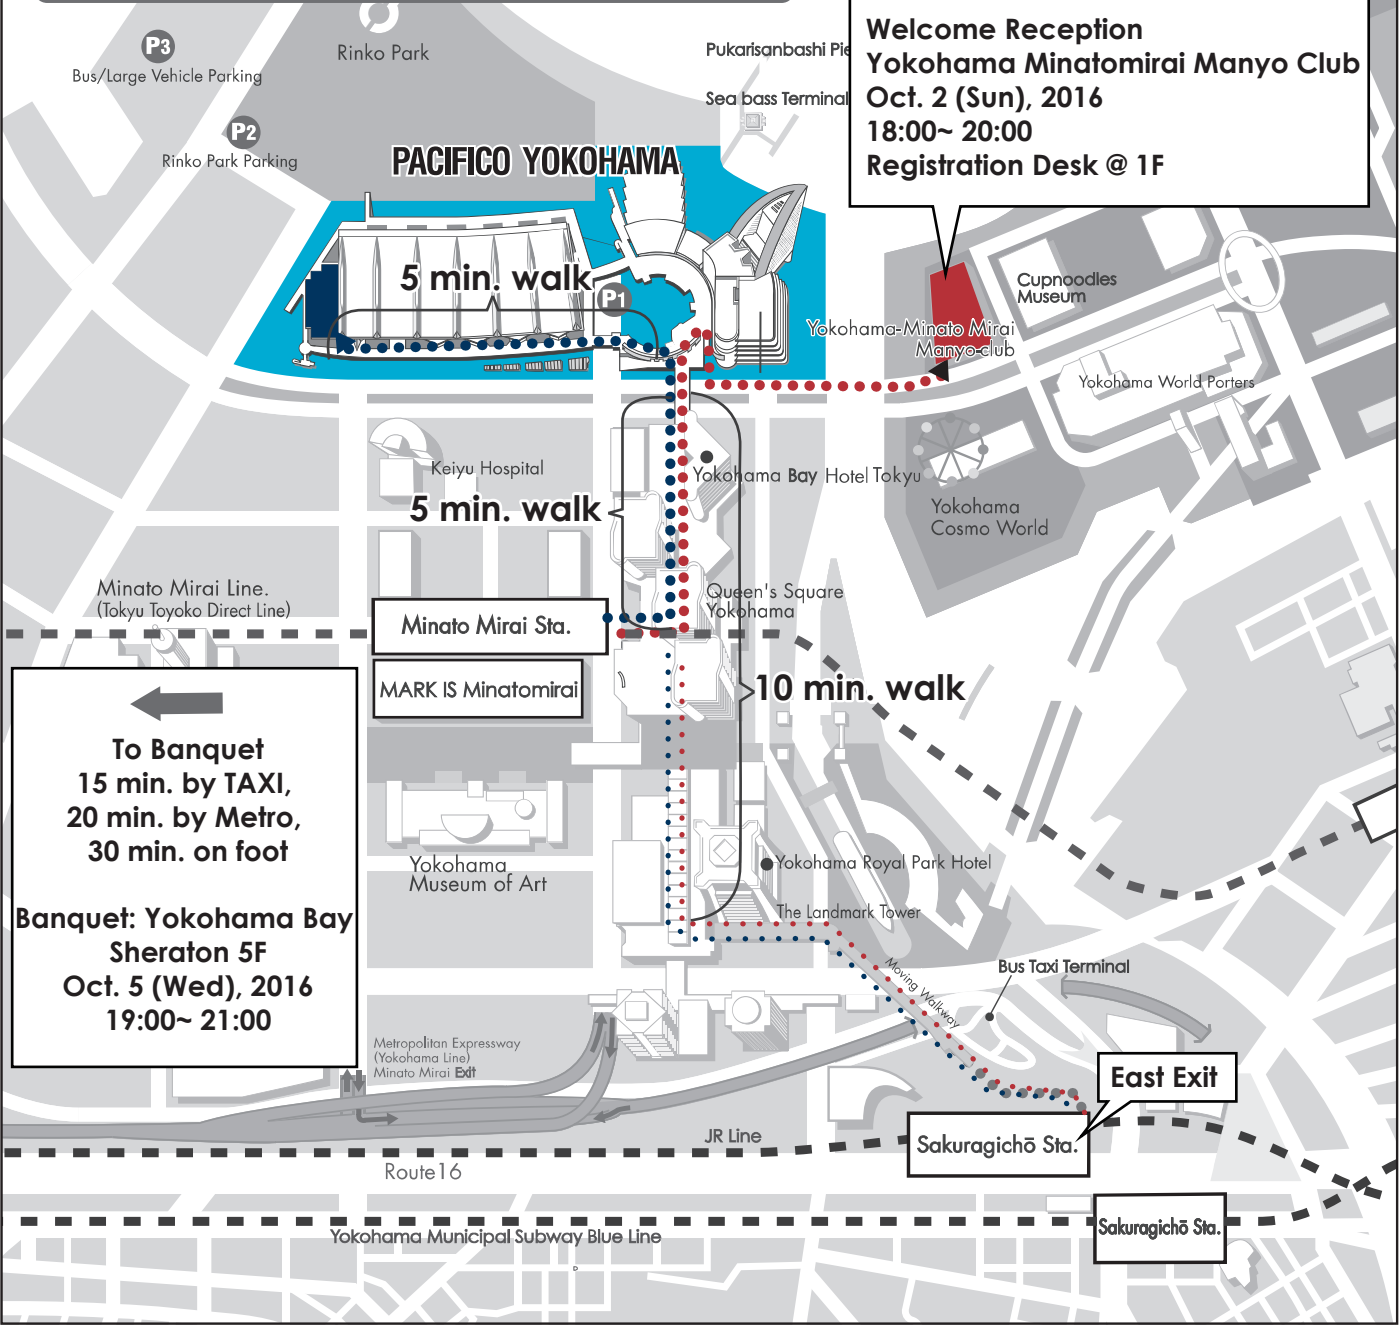 P3
Bus/Large Vehicle Parking
Rinko Park
P2
Rinko Park Parking
Pukarisanbashi Pie
Sea bass Terminal
Welcome Reception
Yokohama Minatomirai Manyo Club
Oct. 2 (Sun), 2016
18:00~ 20:00
Registration Desk @ 1F
PACIFICO YOKOHAMA
5 min. walk
P1
Cupnoodles
Museum
Yokohama-Minato Mirai
Manyo-club
Yokohama World Porters
Keiyu Hospital
Yokohama Bay Hotel Tokyu
5 min. walk
Yokohama
Cosmo World
Minato Mirai Line.
(Tokyu Toyoko Direct Line)
Queen's Square
Yokohama
Minato Mirai Sta.
MARK IS Minatomirai
10 min. walk
To Banquet
15 min. by TAXI,
20 min. by Metro,
30 min. on foot
Banquet: Yokohama Bay
Sheraton 5F
Oct. 5 (Wed), 2016
19:00~ 21:00
Yokohama
Museum of Art
Yokohama Royal Park Hotel
The Landmark Tower
Moving Walkway
Bus Taxi Terminal
Metropolitan Expressway
(Yokohama Line)
Minato Mirai Exit
East Exit
JR Line
Sakuragichō Sta.
Route16
Sakuragichō Sta.
Yokohama Municipal Subway Blue Line